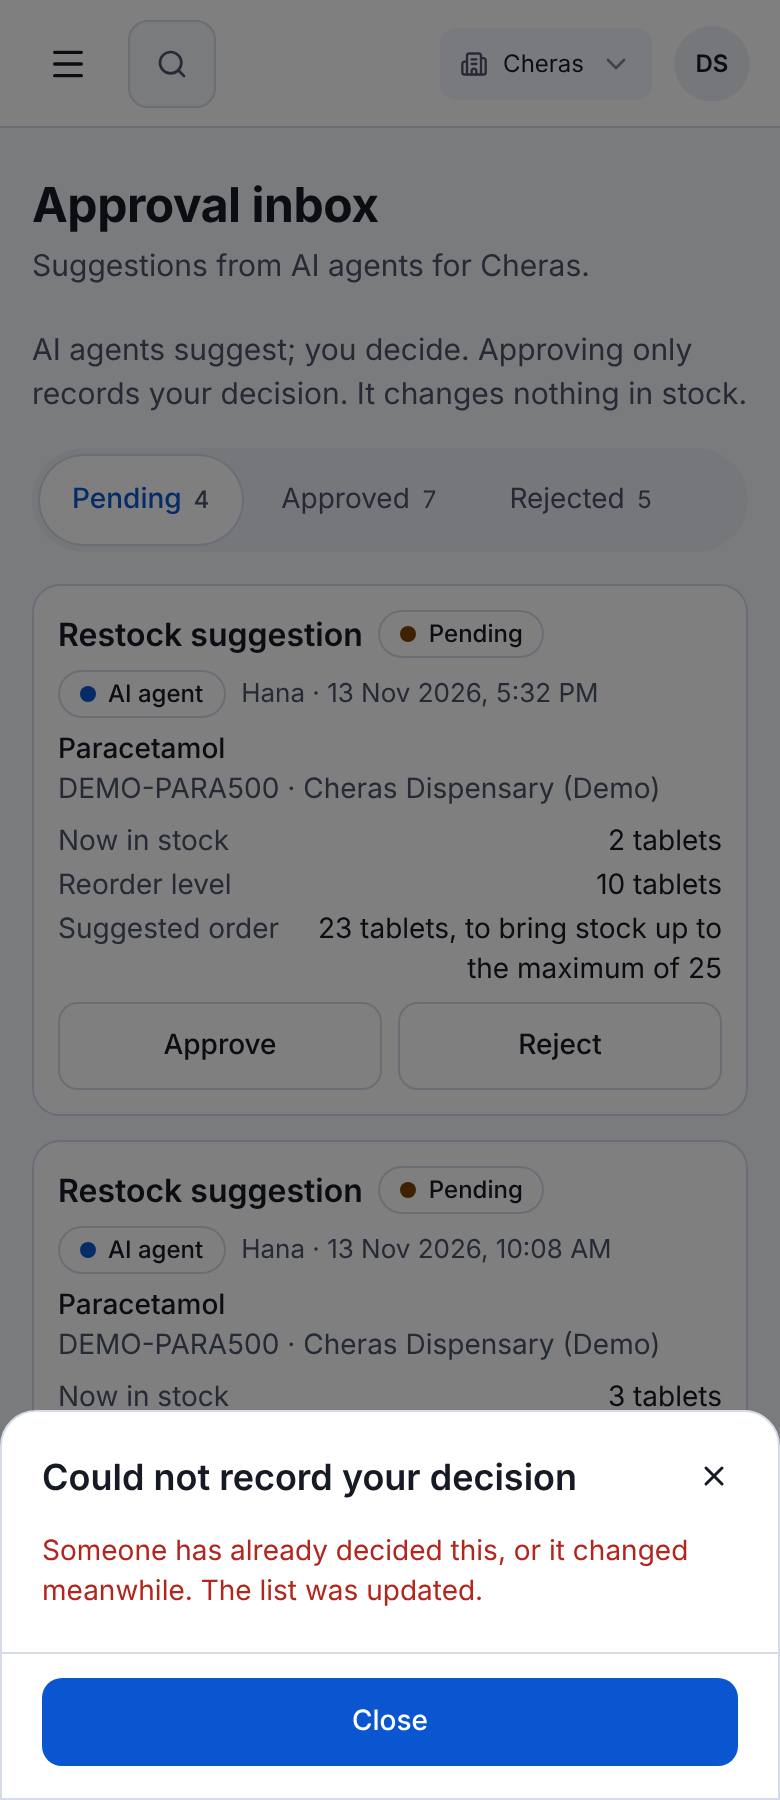 Cheras
DS
Approval inbox
Suggestions from AI agents for Cheras.
AI agents suggest; you decide. Approving only
records your decision. It changes nothing in stock.
Pending 4 Approved 7 Rejected 5
Restock suggestion Pending
AI agent Hana · 13 Nov 2026, 5:32 PM
Paracetamol
DEMO-PARA500 · Cheras Dispensary (Demo)
Now in stock 2 tablets
Reorder level 10 tablets
Suggested order 23 tablets, to bring stock up to
the maximum of 25
Approve Reject
Restock suggestion Pending
AI agent Hana · 13 Nov 2026, 10:08 AM
Paracetamol
DEMO-PARA500 · Cheras Dispensary (Demo)
Now in stock 3 tablets
Could not record your decision
Someone has already decided this, or it changed
meanwhile. The list was updated.
Close